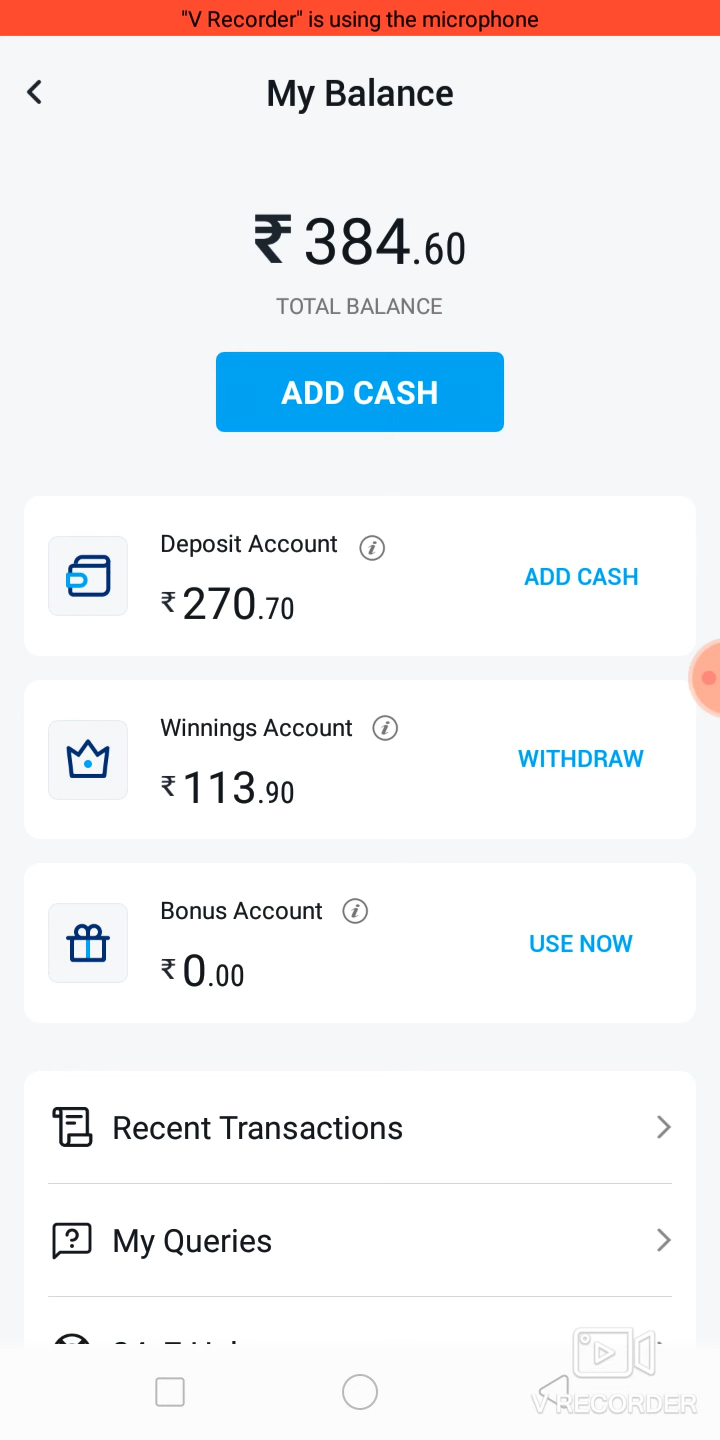 "V Recorder" is using the microphone
My Balance
₹ 384.60
TOTAL BALANCE
ADD CASH
Deposit Account
₹ 270.70
ADD CASH
Winnings Account
₹ 113.90
WITHDRAW
Bonus Account
₹ 0.00
USE NOW
Recent Transactions
My Queries
V RECORDER